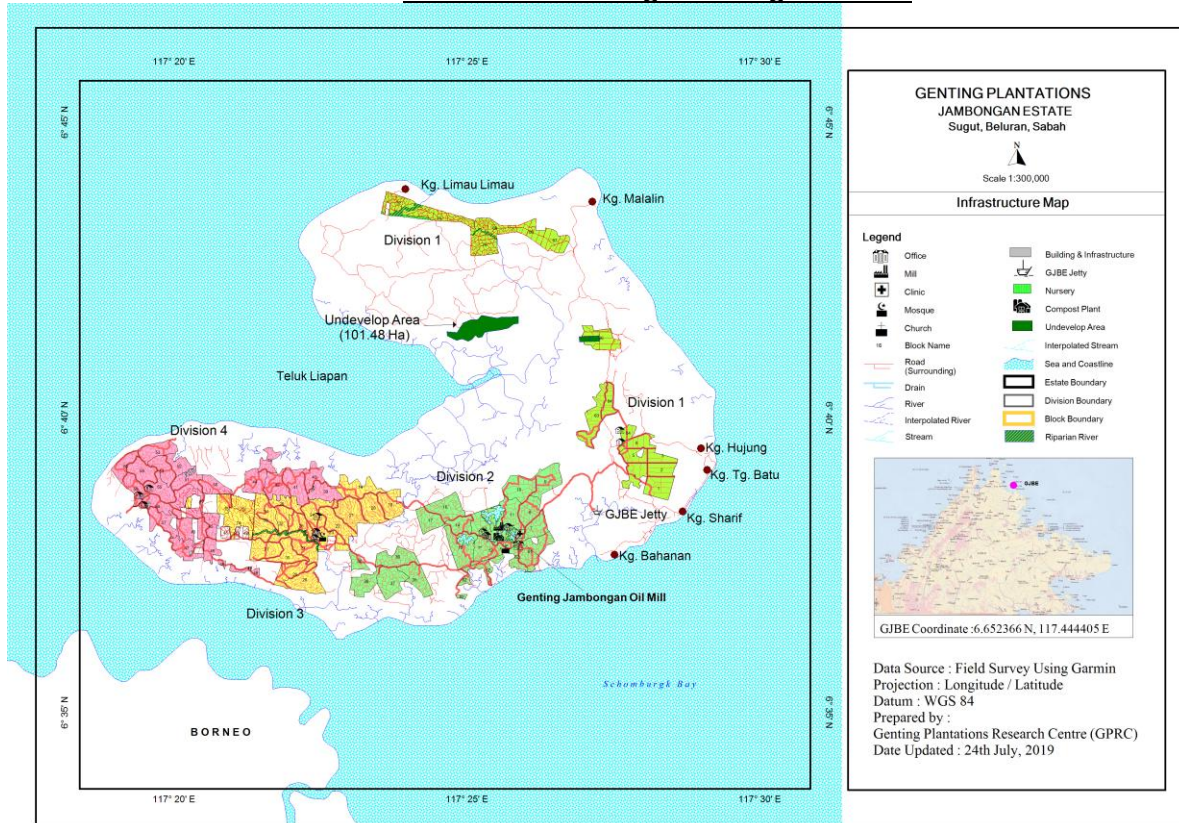 117° 20' E
117° 25' E
117° 30' E
6° 45' N
6° 45' N
Kg. Limau Limau
Kg. Malalin
Division 1
Undevelop Area
(101.48 Ha)
Teluk Liapan
6° 40' N
6° 40' N
Division 1
Division 4
Kg. Hujung
Division 2
Kg. Tg. Batu
GJBE Jetty
Kg. Sharif
Kg. Bahanan
Genting Jambongan Oil Mill
Division 3
Schomburgk Bay
6° 35' N
6° 35' N
BORNEO
117° 20' E
117° 25' E
117° 30' E
GENTING PLANTATIONS
JAMBONGAN ESTATE
Sugut, Beluran, Sabah
N
Scale 1:300,000
Infrastructure Map
Legend
Office
Mill
Clinic
Mosque
Church
16 Block Name
Road
(Surrounding)
Drain
River
Interpolated River
Stream
Building & Infrastructure
GJBE Jetty
Nursery
Compost Plant
Undevelop Area
Interpolated Stream
Sea and Coastline
Estate Boundary
Division Boundary
Block Boundary
Riparian River
GJBE
GJBE Coordinate :6.652366 N, 117.444405 E
Data Source : Field Survey Using Garmin
Projection : Longitude / Latitude
Datum : WGS 84
Prepared by :
Genting Plantations Research Centre (GPRC)
Date Updated : 24th July, 2019